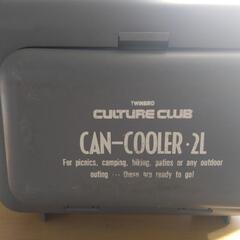 TWINBIRD
CULTURE CLUB
CAN-COOLER·2L
For picnics, camping, hiking, patios or any outdoor
outing ··· these are ready to go!